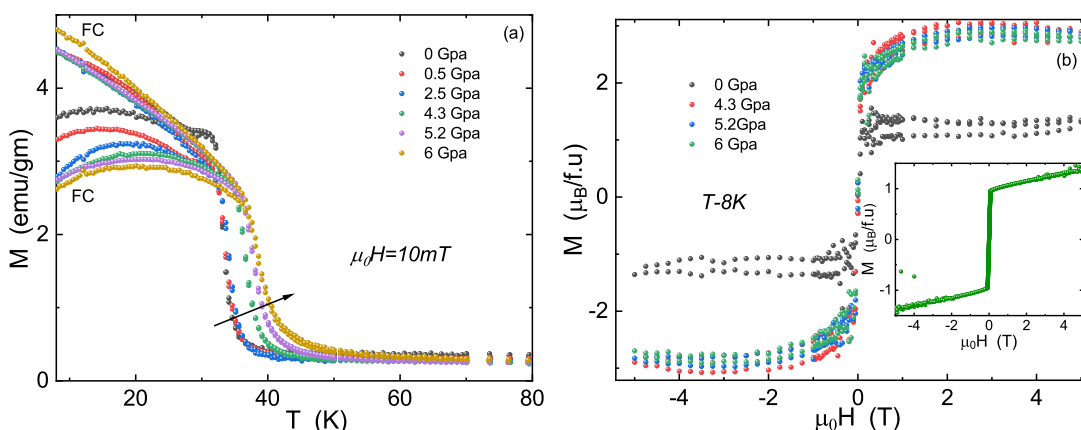 FC
(a)
0 Gpa
0.5 Gpa
2.5 Gpa
4.3 Gpa
5.2 Gpa
6 Gpa
FC
μ₀H=10mT
M (emu/gm)
0
2
4
20
40
60
80
T (K)
(b)
0 GPa
4.3 Gpa
5.2Gpa
6 Gpa
T-8K
M (μB/f.u)
2
0
-2
-4
-2
0
2
4
μ₀H (T)
M (μB/f.u)
1
0
-1
-4
-2
0
2
4
μ₀H (T)